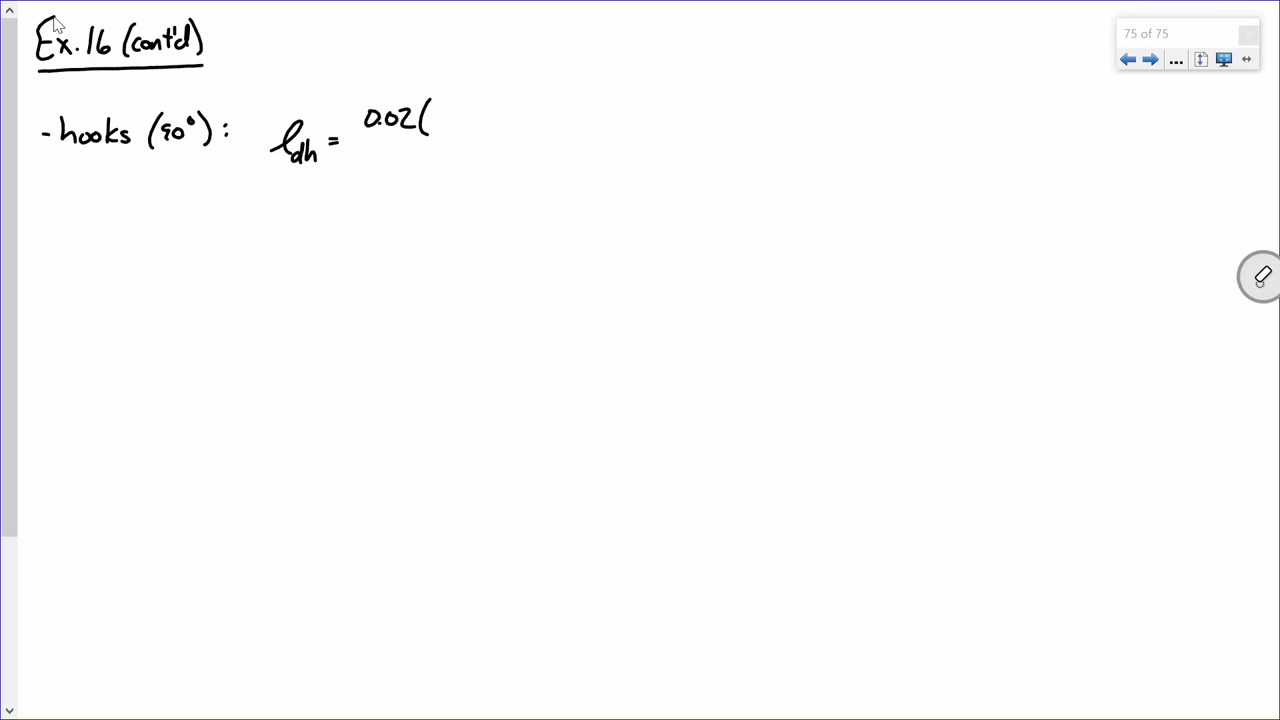 Ex. 16 (cont'd)
75 of 75
- hooks (90°): ℓdh = 0.02(